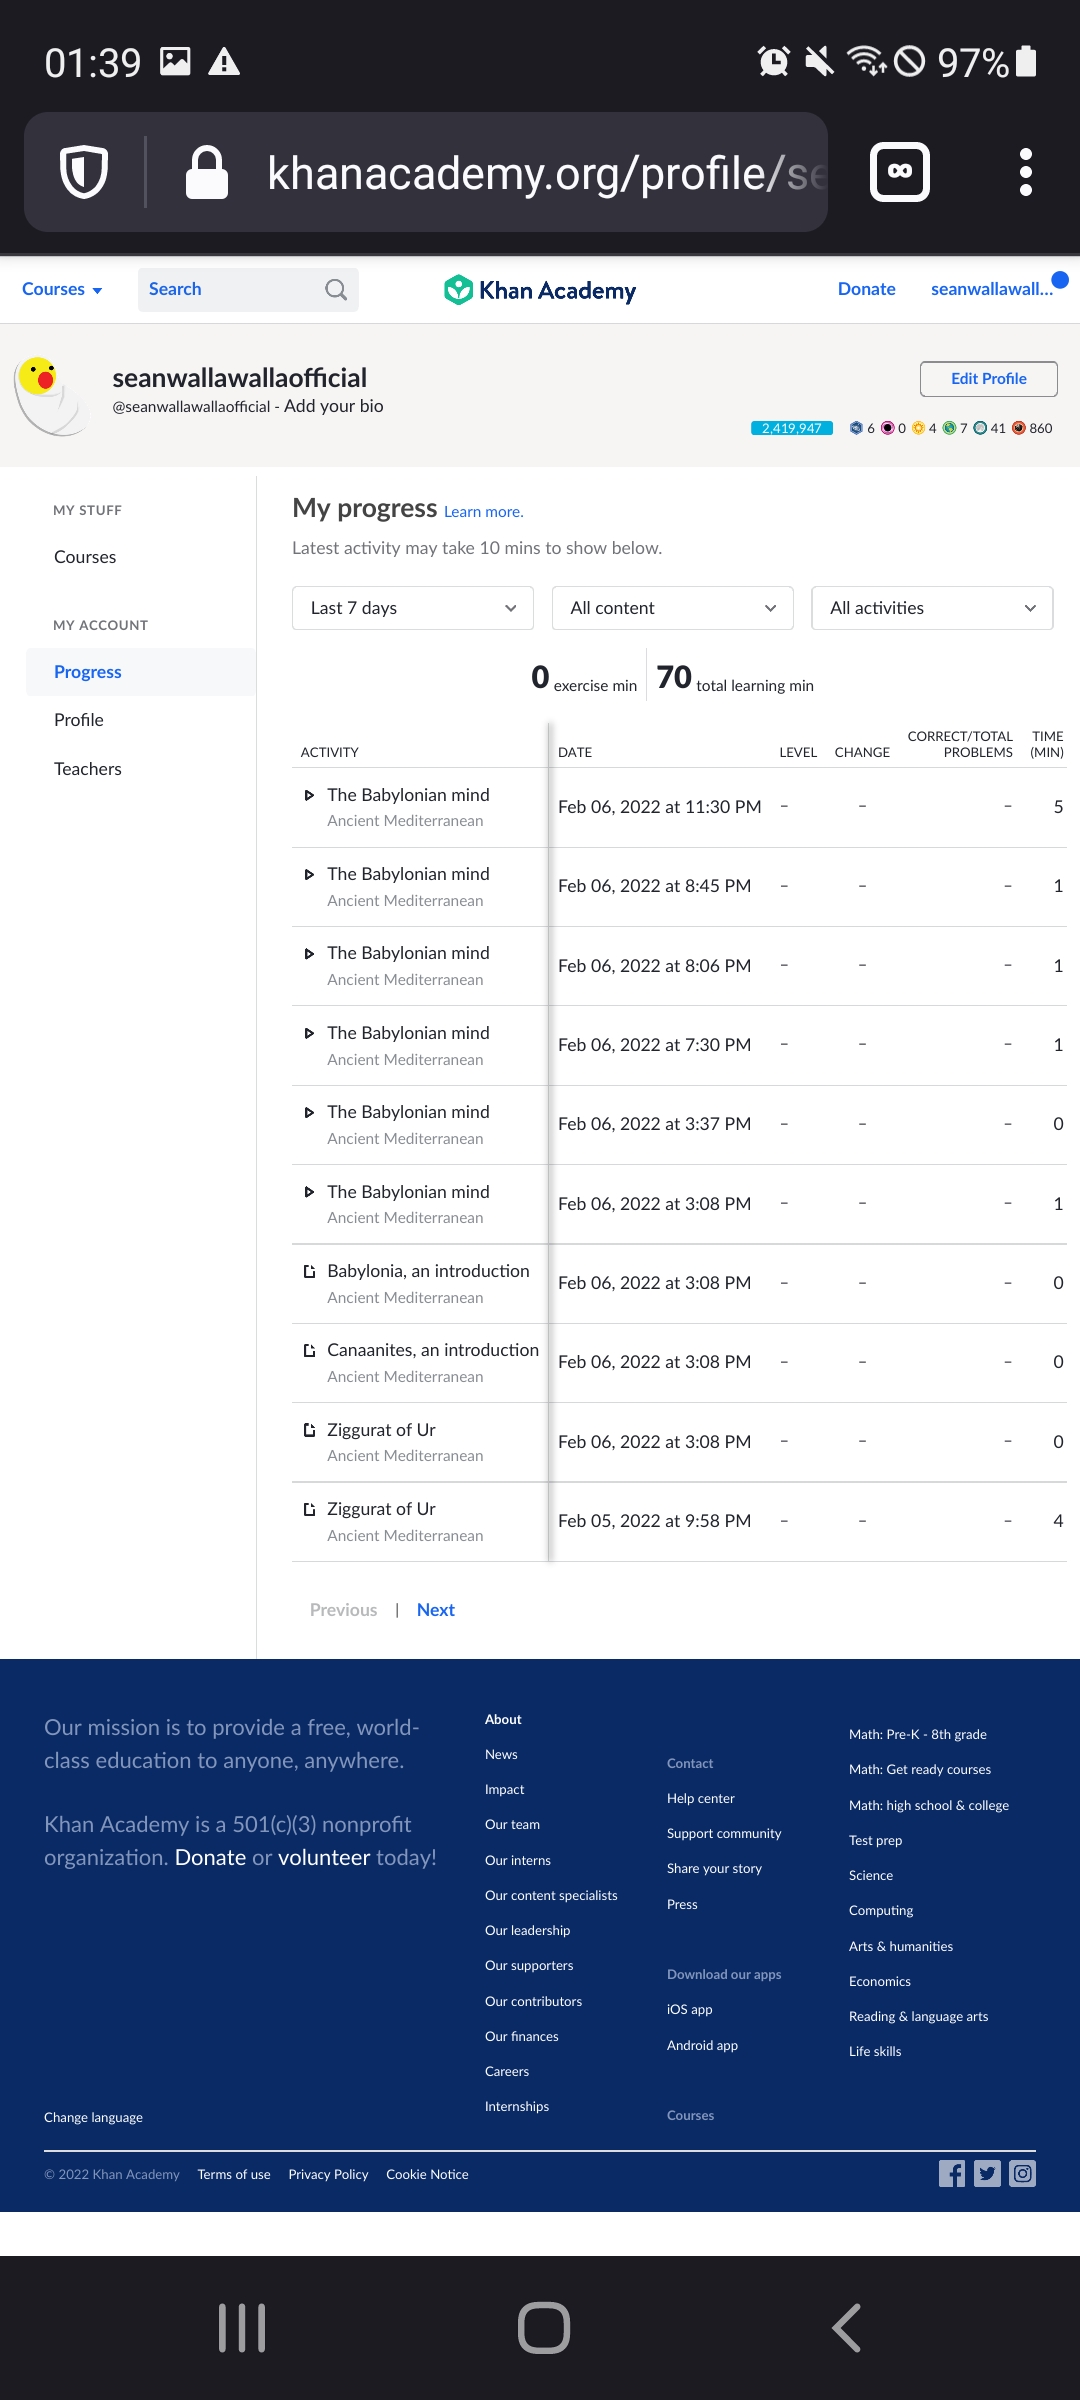 01:39
97%
khanacademy.org/profile/se
Courses
Search
Khan Academy
Donate
seanwallawall...
seanwallawallaofficial
@seanwallawallaofficial - Add your bio
Edit Profile
2,419,947 6 0 4 7 41 860
MY STUFF
Courses
MY ACCOUNT
Progress
Profile
Teachers
My progress Learn more.
Latest activity may take 10 mins to show below.
Last 7 days
All content
All activities
0 exercise min
70 total learning min
ACTIVITY DATE LEVEL CHANGE CORRECT/TOTAL PROBLEMS TIME (MIN)
The Babylonian mind
Ancient Mediterranean
Feb 06, 2022 at 11:30 PM – – – 5
The Babylonian mind
Ancient Mediterranean
Feb 06, 2022 at 8:45 PM – – – 1
The Babylonian mind
Ancient Mediterranean
Feb 06, 2022 at 8:06 PM – – – 1
The Babylonian mind
Ancient Mediterranean
Feb 06, 2022 at 7:30 PM – – – 1
The Babylonian mind
Ancient Mediterranean
Feb 06, 2022 at 3:37 PM – – – 0
The Babylonian mind
Ancient Mediterranean
Feb 06, 2022 at 3:08 PM – – – 1
Babylonia, an introduction
Ancient Mediterranean
Feb 06, 2022 at 3:08 PM – – – 0
Canaanites, an introduction
Ancient Mediterranean
Feb 06, 2022 at 3:08 PM – – – 0
Ziggurat of Ur
Ancient Mediterranean
Feb 06, 2022 at 3:08 PM – – – 0
Ziggurat of Ur
Ancient Mediterranean
Feb 05, 2022 at 9:58 PM – – – 4
Previous | Next
Our mission is to provide a free, world-
class education to anyone, anywhere.
Khan Academy is a 501(c)(3) nonprofit
organization. Donate or volunteer today!
Change language
About
News
Impact
Our team
Our interns
Our content specialists
Our leadership
Our supporters
Our contributors
Our finances
Careers
Internships
Contact
Help center
Support community
Share your story
Press
Download our apps
iOS app
Android app
Courses
Math: Pre-K - 8th grade
Math: Get ready courses
Math: high school & college
Test prep
Science
Computing
Arts & humanities
Economics
Reading & language arts
Life skills
© 2022 Khan Academy Terms of use Privacy Policy Cookie Notice